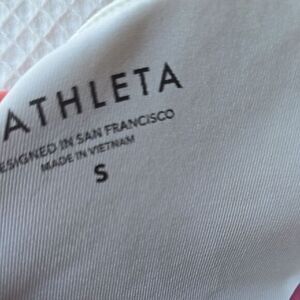 ATHLETA
ESIGNED IN SAN FRANCISCO
MADE IN VIETNAM
S